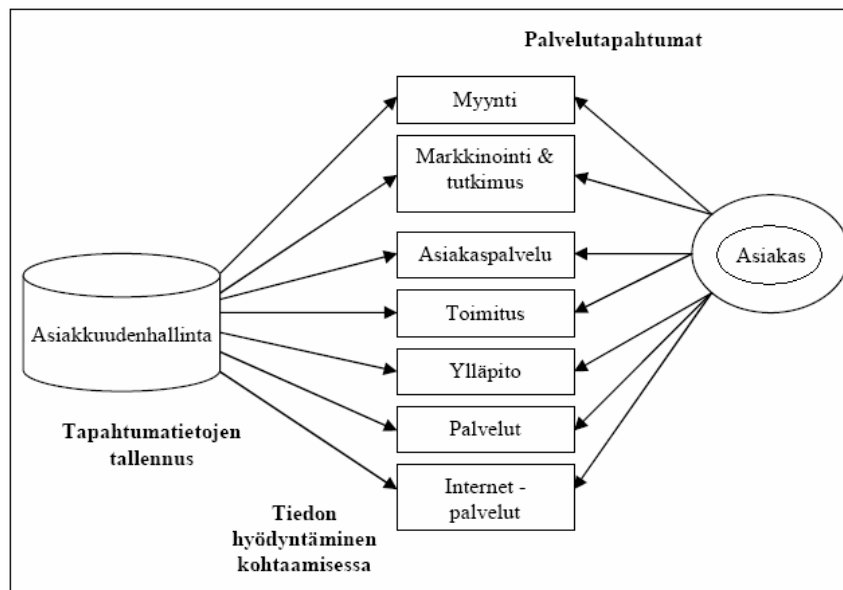 Palvelutapahtumat
Myynti
Markkinointi &
tutkimus
Asiakaspalvelu
Asiakas
Toimitus
Asiakkuudenhallinta
Ylläpito
Palvelut
Tapahtumatietojen
tallennus
Internet -
palvelut
Tiedon
hyödyntäminen
kohtaamisessa